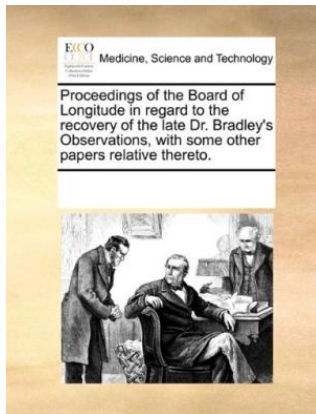 ECCO
Medicine, Science and Technology
Proceedings of the Board of
Longitude in regard to the
recovery of the late Dr. Bradley's
Observations, with some other
papers relative thereto.